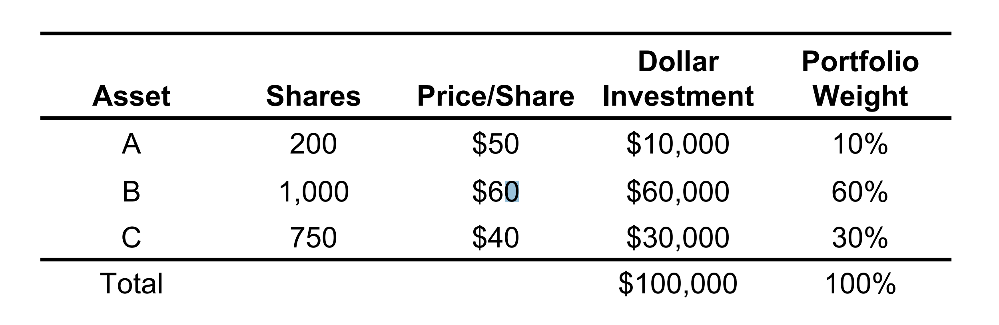 Asset Shares Price/Share Dollar Investment Portfolio Weight
A 200 $50 $10,000 10%
B 1,000 $60 $60,000 60%
C 750 $40 $30,000 30%
Total $100,000 100%